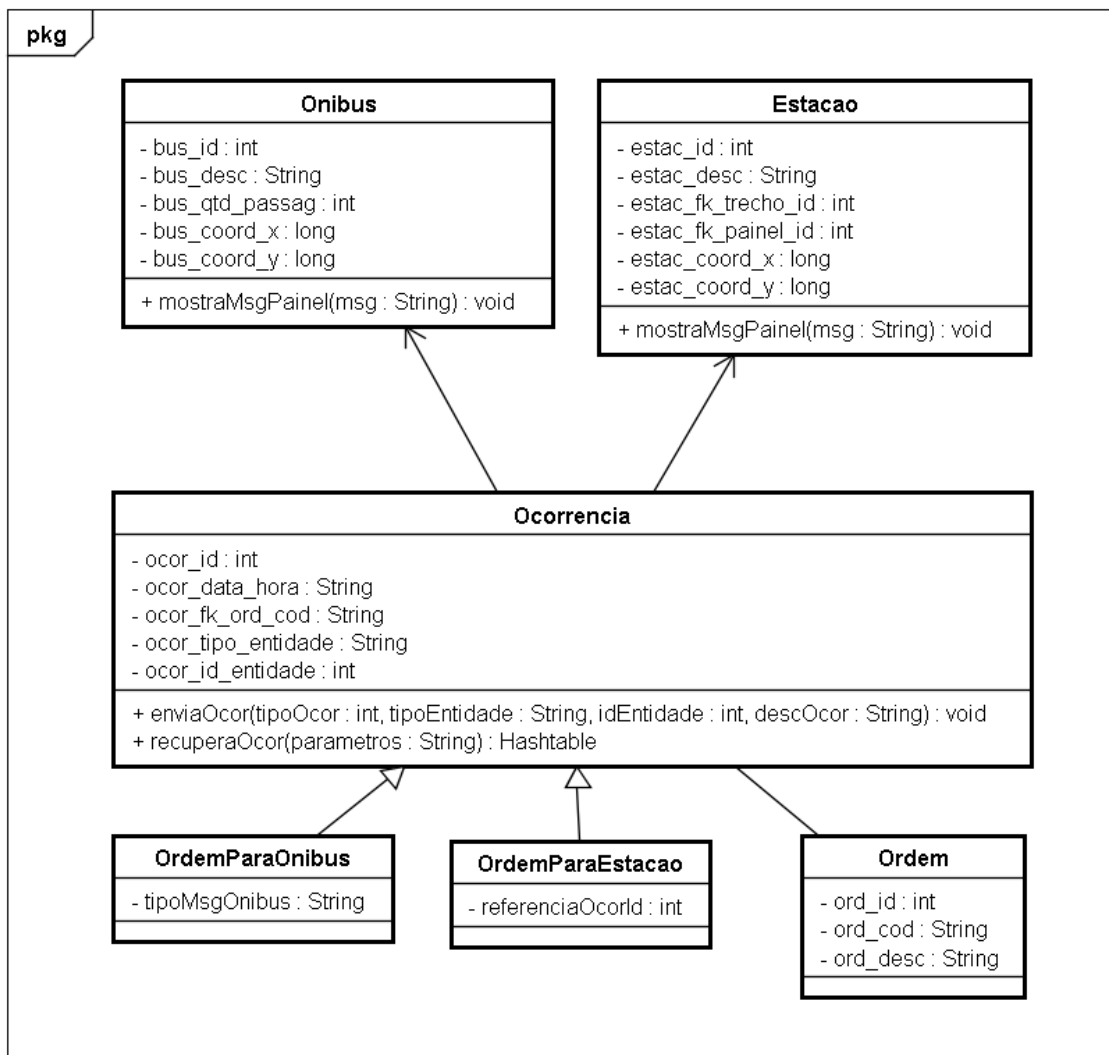 pkg
Onibus
- bus_id : int
- bus_desc : String
- bus_qtd_passag : int
- bus_coord_x : long
- bus_coord_y : long
+ mostraMsgPainel(msg : String) : void
Estacao
- estac_id : int
- estac_desc : String
- estac_fk_trecho_id : int
- estac_fk_painel_id : int
- estac_coord_x : long
- estac_coord_y : long
+ mostraMsgPainel(msg : String) : void
Ocorrencia
- ocor_id : int
- ocor_data_hora : String
- ocor_fk_ord_cod : String
- ocor_tipo_entidade : String
- ocor_id_entidade : int
+ enviaOcor(tipoOcor : int, tipoEntidade : String, idEntidade : int, descOcor : String) : void
+ recuperaOcor(parametros : String) : Hashtable
OrdemParaOnibus
- tipoMsgOnibus : String
OrdemParaEstacao
- referenciaOcorId : int
Ordem
- ord_id : int
- ord_cod : String
- ord_desc : String